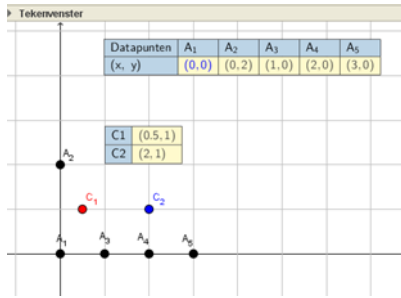 Tekenvenster
Datapunten A₁ A₂ A₃ A₄ A₅
(x, y) (0,0) (0,2) (1,0) (2,0) (3,0)
C1 (0.5,1)
C2 (2,1)
A₂
C₁ C₂
A₁ A₃ A₄ A₅